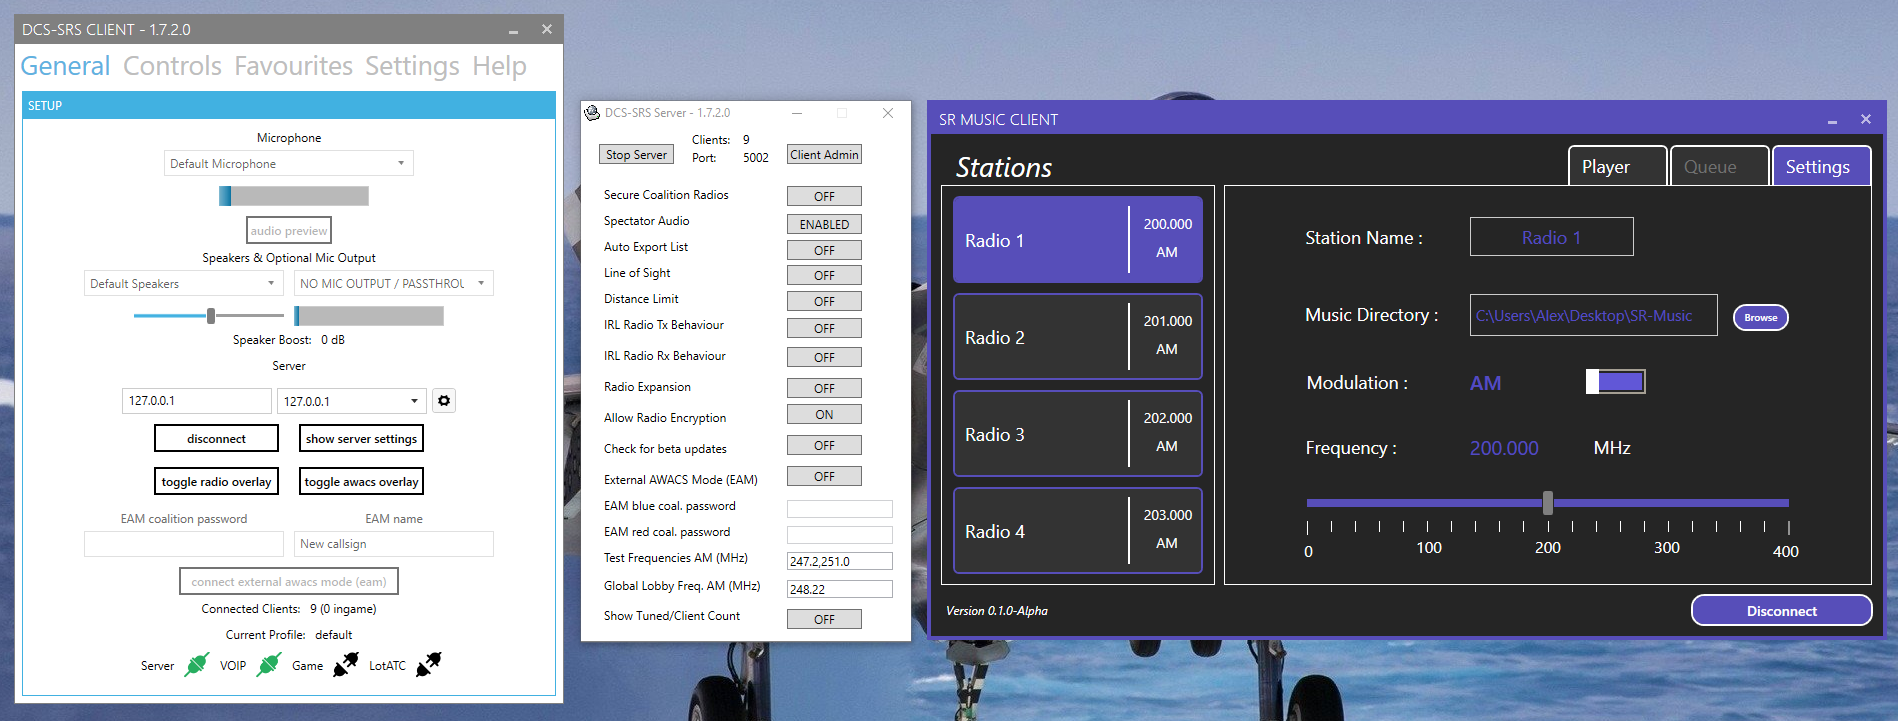 DCS-SRS CLIENT - 1.7.2.0
General Controls Favourites Settings Help
SETUP
Microphone
Default Microphone
audio preview
Speakers & Optional Mic Output
Default Speakers
NO MIC OUTPUT / PASSTHROU
Speaker Boost: 0 dB
Server
127.0.0.1
127.0.0.1
disconnect
show server settings
toggle radio overlay
toggle awacs overlay
EAM coalition password
EAM name
New callsign
connect external awacs mode (eam)
Connected Clients: 9 (0 ingame)
Current Profile: default
Server VOIP Game LotATC
DCS-SRS Server - 1.7.2.0
Stop Server
Clients: 9
Port: 5002
Client Admin
Secure Coalition Radios OFF
Spectator Audio ENABLED
Auto Export List OFF
Line of Sight OFF
Distance Limit OFF
IRL Radio Tx Behaviour OFF
IRL Radio Rx Behaviour OFF
Radio Expansion OFF
Allow Radio Encryption ON
Check for beta updates OFF
External AWACS Mode (EAM) OFF
EAM blue coal. password
EAM red coal. password
Test Frequencies AM (MHz) 247.2,251.0
Global Lobby Freq. AM (MHz) 248.22
Show Tuned/Client Count OFF
SR MUSIC CLIENT
Stations
Player
Queue
Settings
Radio 1
200.000
AM
Radio 2
201.000
AM
Radio 3
202.000
AM
Radio 4
203.000
AM
Station Name : Radio 1
Music Directory : C:\Users\Alex\Desktop\SR-Music Browse
Modulation : AM
Frequency : 200.000 MHz
0 100 200 300 400
Version 0.1.0-Alpha
Disconnect